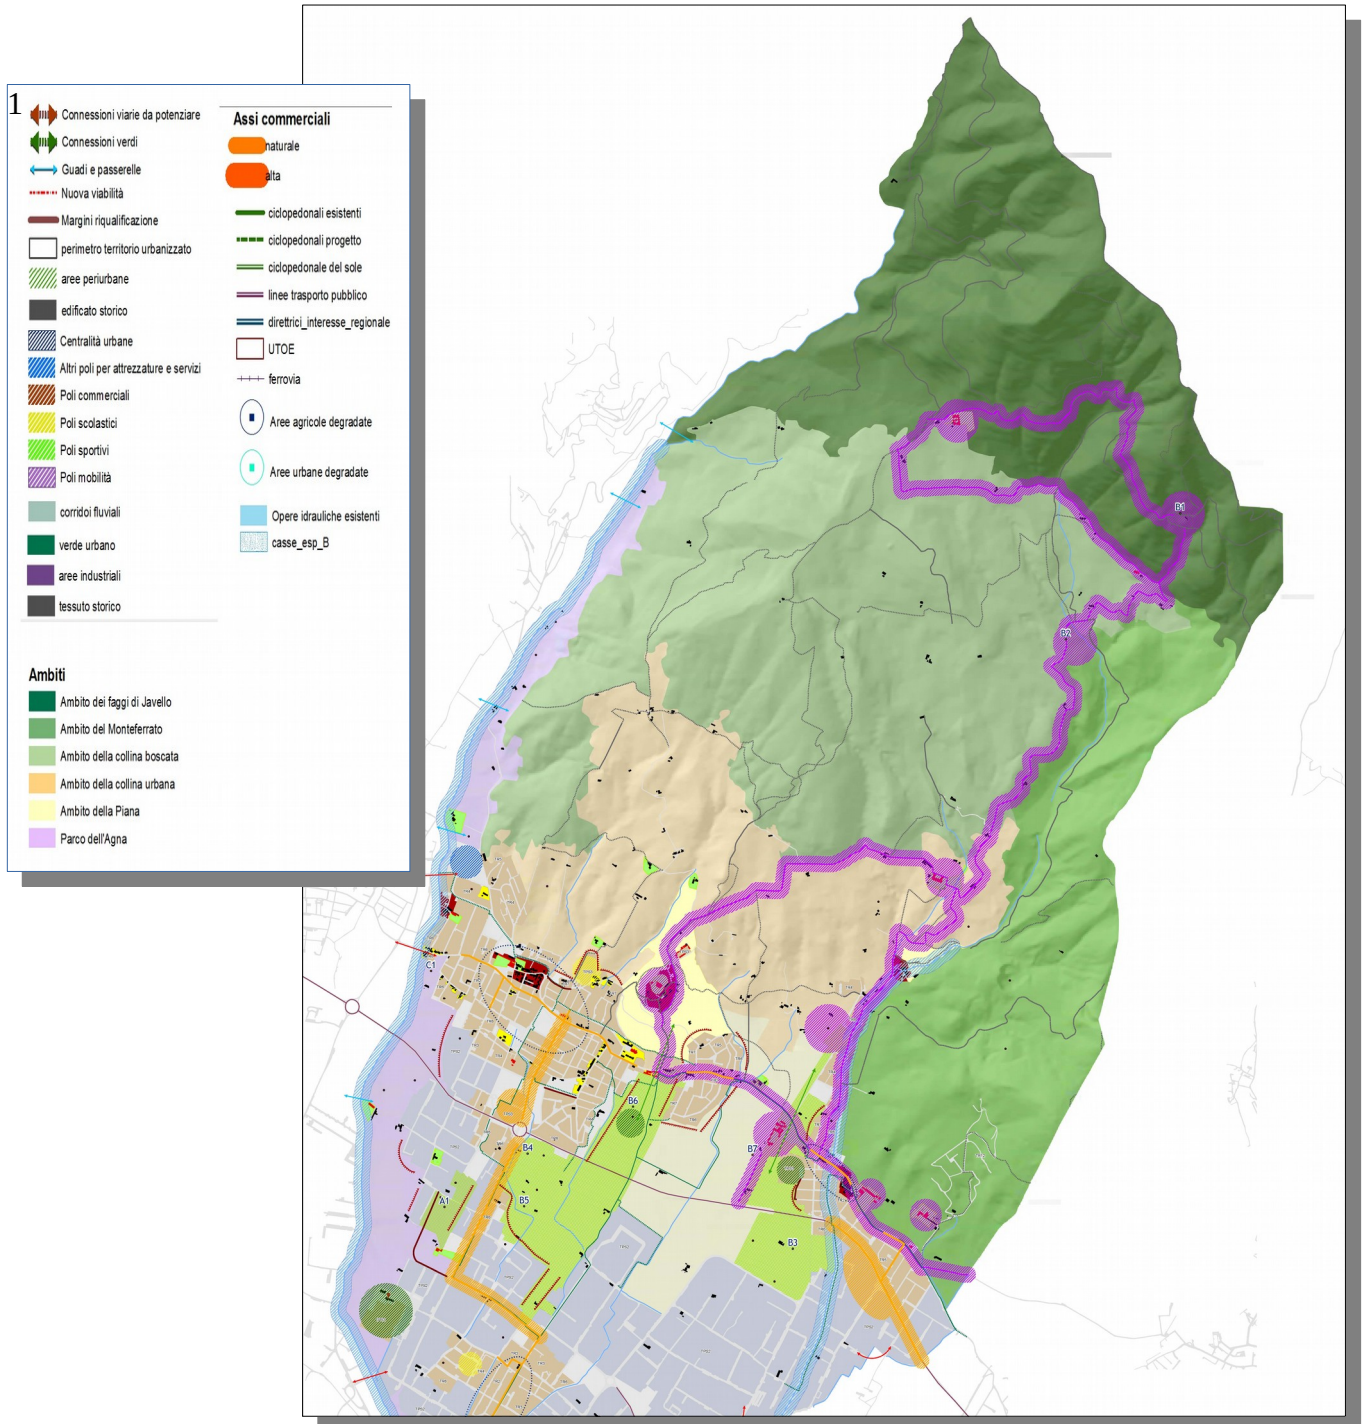 1
Connessioni viarie da potenziare
Connessioni verdi
Guadi e passerelle
Nuova viabilità
Margini riqualificazione
perimetro territorio urbanizzato
aree periurbane
edificato storico
Centralità urbane
Altri poli per attrezzature e servizi
Poli commerciali
Poli scolastici
Poli sportivi
Poli mobilità
corridoi fluviali
verde urbano
aree industriali
tessuto storico
Assi commerciali
naturale
alta
ciclopedonali esistenti
ciclopedonali progetto
ciclopedonale del sole
linee trasporto pubblico
direttrici_interesse_regionale
UTOE
ferrovia
Aree agricole degradate
Aree urbane degradate
Opere idrauliche esistenti
casse_esp_B
Ambiti
Ambito dei faggi di Javello
Ambito del Monteferrato
Ambito della collina boscata
Ambito della collina urbana
Ambito della Piana
Parco dell'Agna
B1
B2
C1
B6
B4
B7
A1
B5
B3